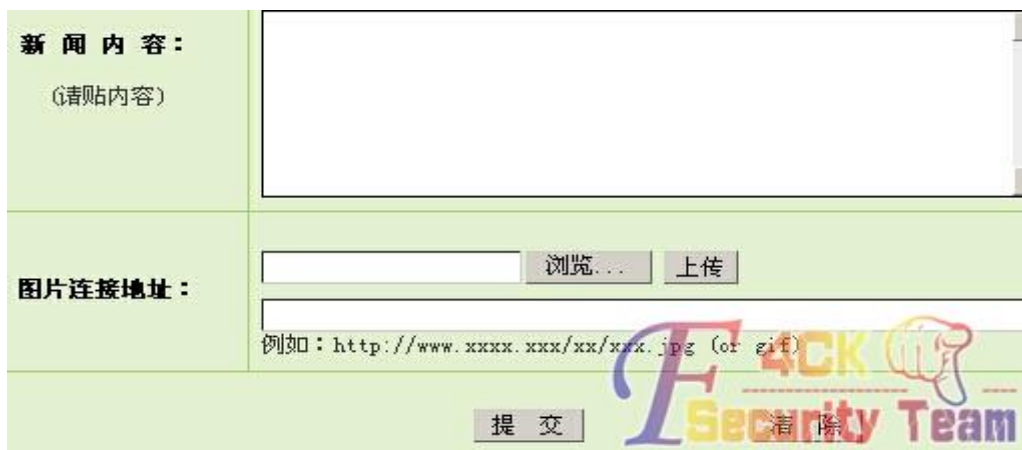 新 闻 内 容：
（请贴内容）
浏览... 上传
图片连接地址：
例如：http://www.xxxx.xxx/xx/xxx.jpg (or gif)
提 交 清 除
F4CK
Security Team